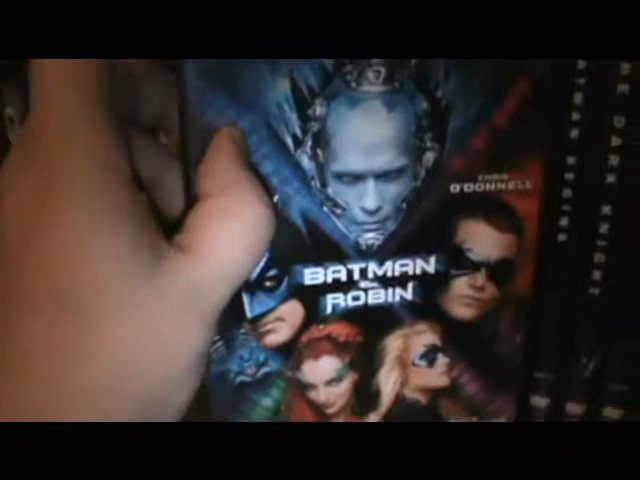 CHRIS
O'DONNELL
BATMAN
&
ROBIN
BATMAN BEGINS
THE DARK KNIGHT